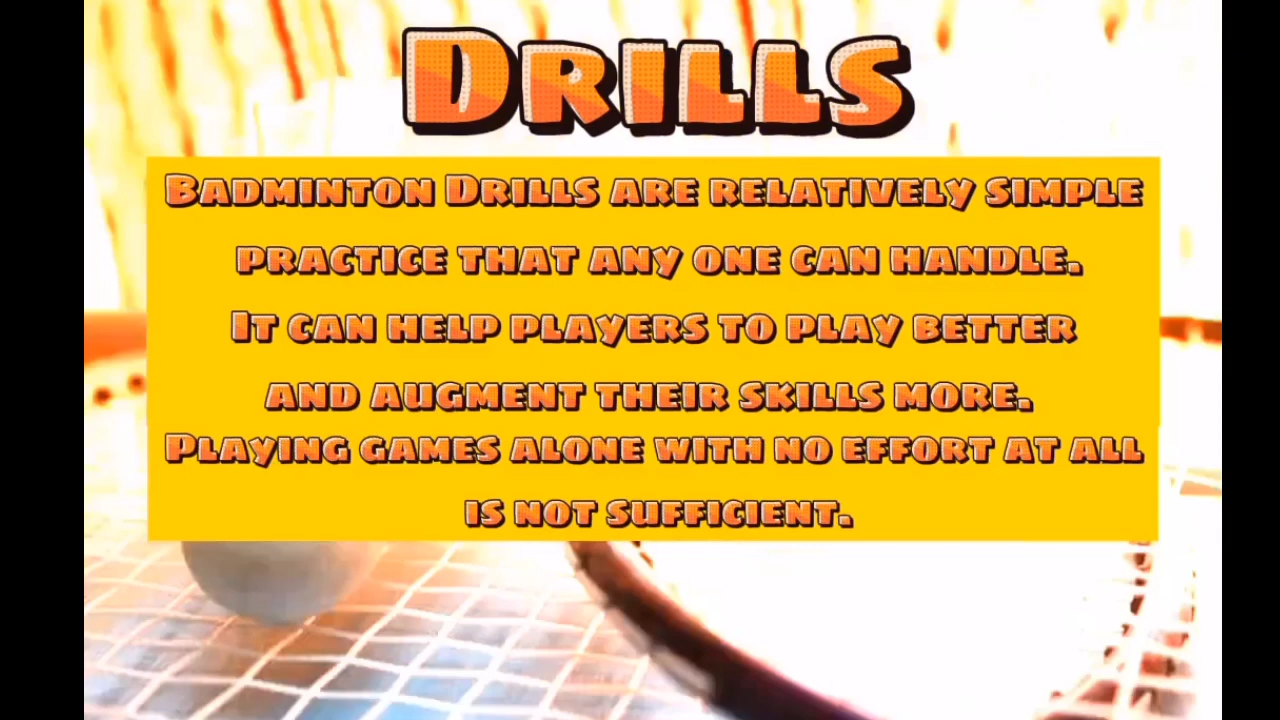 DRILLS
BADMINTON DRILLS ARE RELATIVELY SIMPLE
PRACTICE THAT ANY ONE CAN HANDLE.
IT CAN HELP PLAYERS TO PLAY BETTER
AND AUGMENT THEIR SKILLS MORE.
PLAYING GAMES ALONE WITH NO EFFORT AT ALL
IS NOT SUFFICIENT.